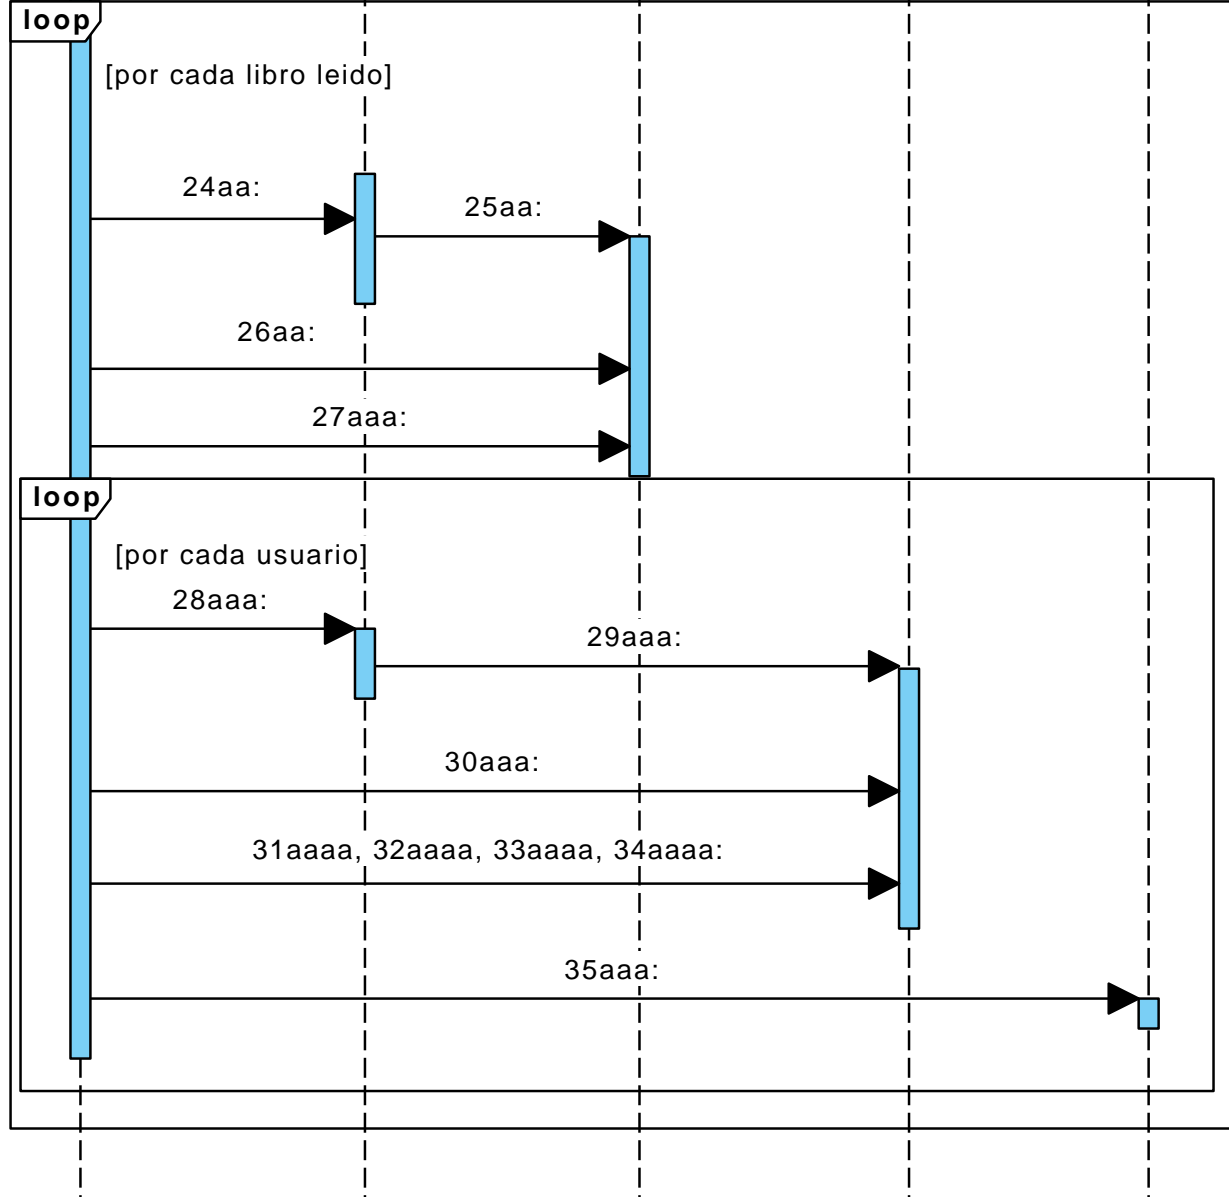 loop
[por cada libro leido]
24aa:
25aa:
26aa:
27aaa:
loop
[por cada usuario]
28aaa:
29aaa:
30aaa:
31aaaa, 32aaaa, 33aaaa, 34aaaa:
35aaa: